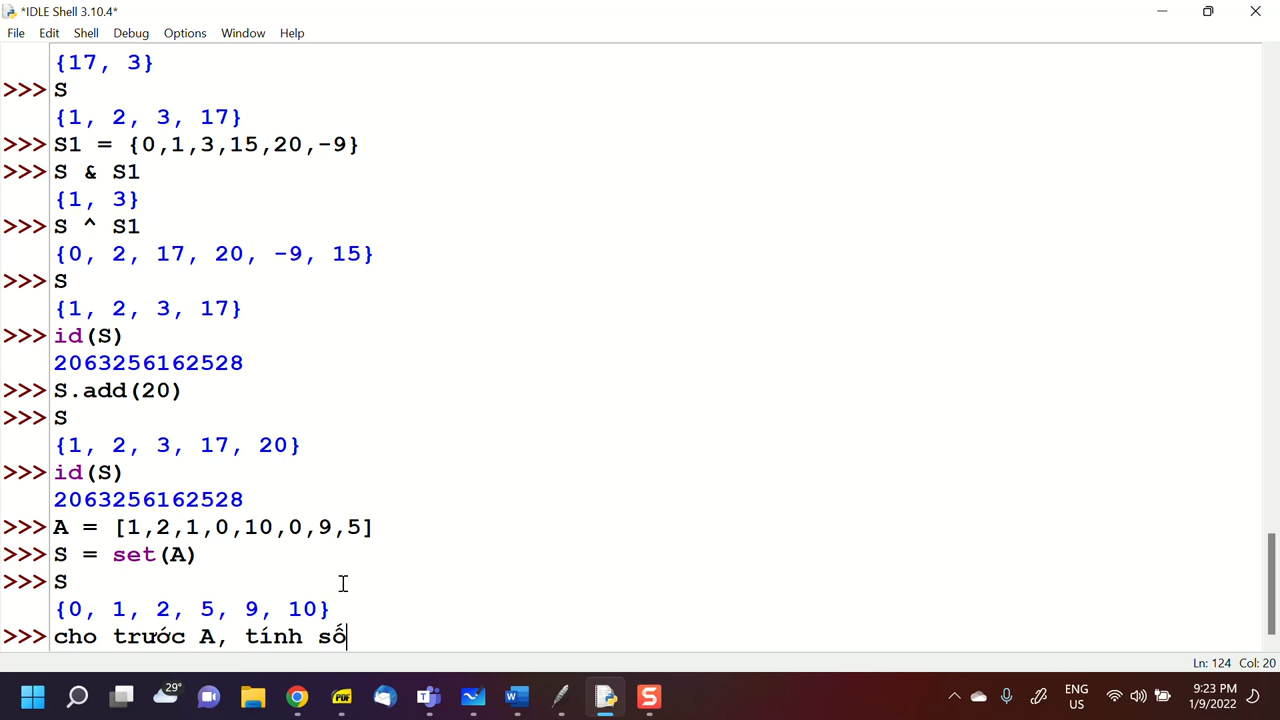 *IDLE Shell 3.10.4*
File Edit Shell Debug Options Window Help
{17, 3}
>>> S
{1, 2, 3, 17}
>>> S1 = {0,1,3,15,20,-9}
>>> S & S1
{1, 3}
>>> S ^ S1
{0, 2, 17, 20, -9, 15}
>>> S
{1, 2, 3, 17}
>>> id(S)
2063256162528
>>> S.add(20)
>>> S
{1, 2, 3, 17, 20}
>>> id(S)
2063256162528
>>> A = [1,2,1,0,10,0,9,5]
>>> S = set(A)
>>> S
{0, 1, 2, 5, 9, 10}
>>> cho trước A, tính số
Ln: 124 Col: 20
29°
PDF
ENG
US
9:23 PM
1/9/2022